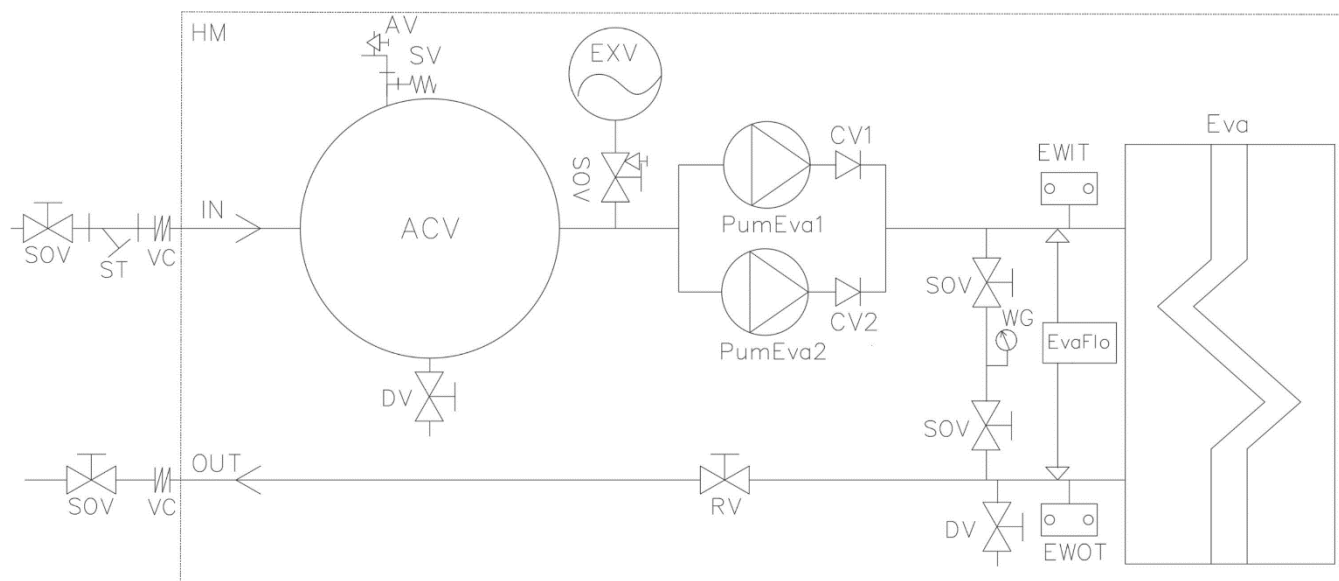 HM
AV
SV
EXV
SOV
PumEva1
CV1
PumEva2
CV2
EWIT
Eva
IN
SOV
ST
VC
ACV
SOV
WG
EvaFlo
DV
SOV
OUT
SOV
VC
RV
DV
EWOT